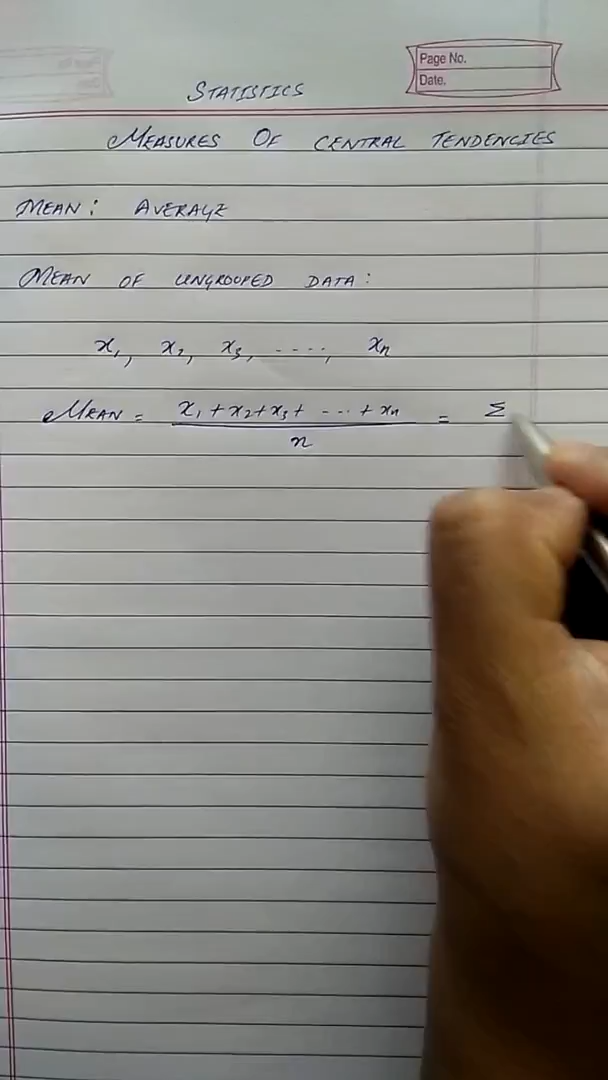 Page No.
Date.
STATISTICS
MEASURES OF CENTRAL TENDENCIES
MEAN: AVERAGE
MEAN OF UNGROUPED DATA:
x₁, x₂, x₃, ----, xₙ
MEAN = x₁ + x₂ + x₃ + --- + xₙ / n = Σ